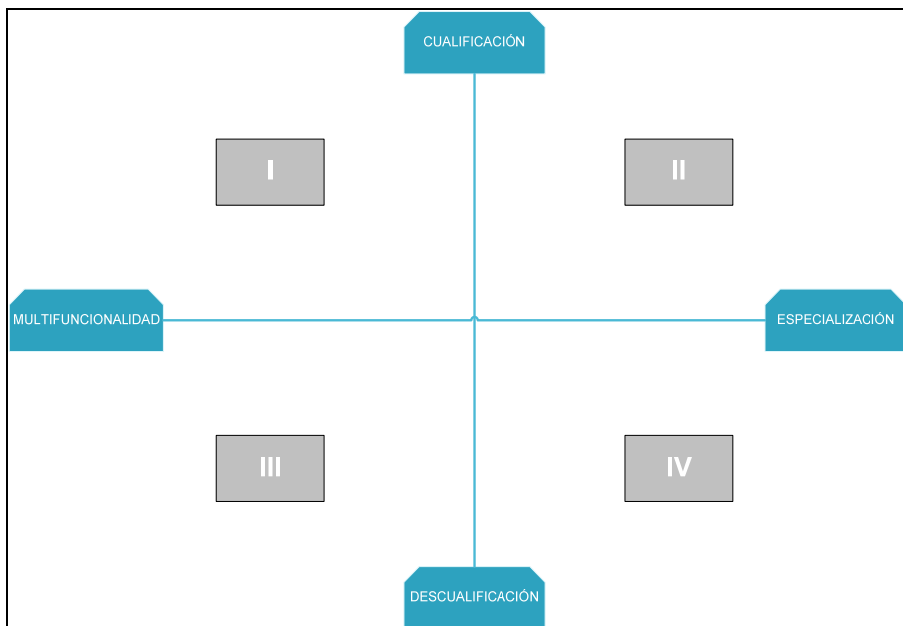 CUALIFICACIÓN
I
II
MULTIFUNCIONALIDAD
ESPECIALIZACIÓN
III
IV
DESCUALIFICACIÓN